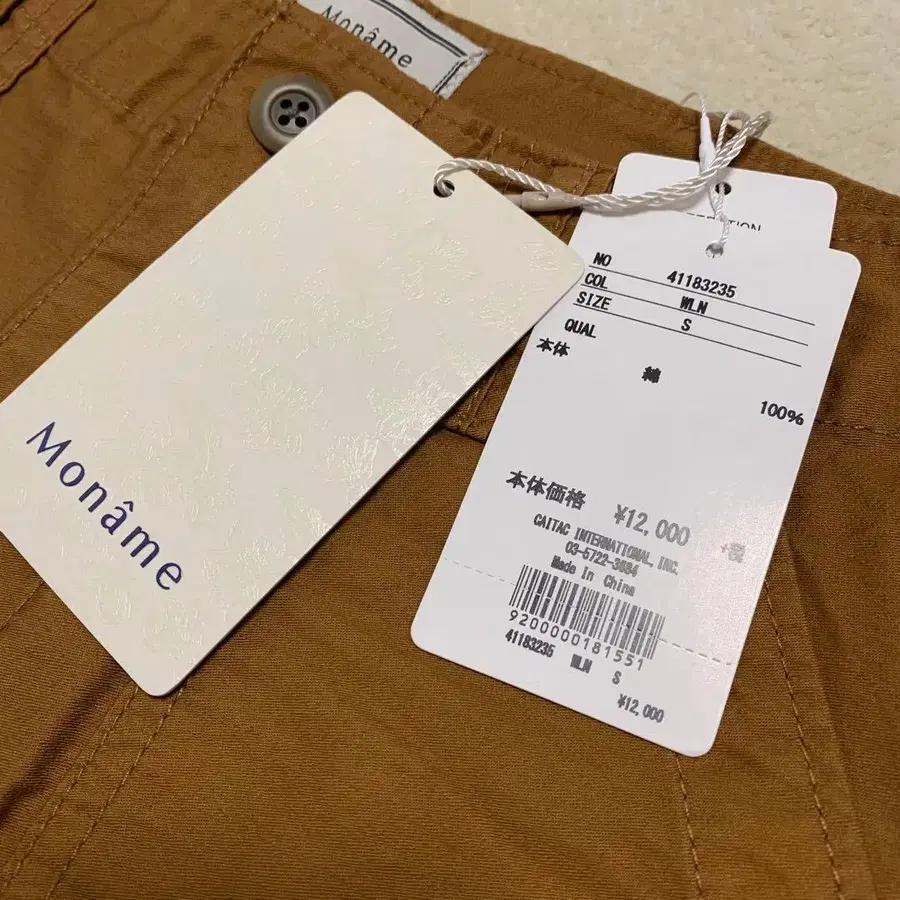 Monâme
Monâme
NO 41183235
COL WLN
SIZE S
QUAL
本体
綿
100%
本体価格 ¥12,000 +税
CAITAC INTERNATIONAL, INC.
03-5722-3684
Made In China
9200000181551
41183235 WLN S
¥12,000